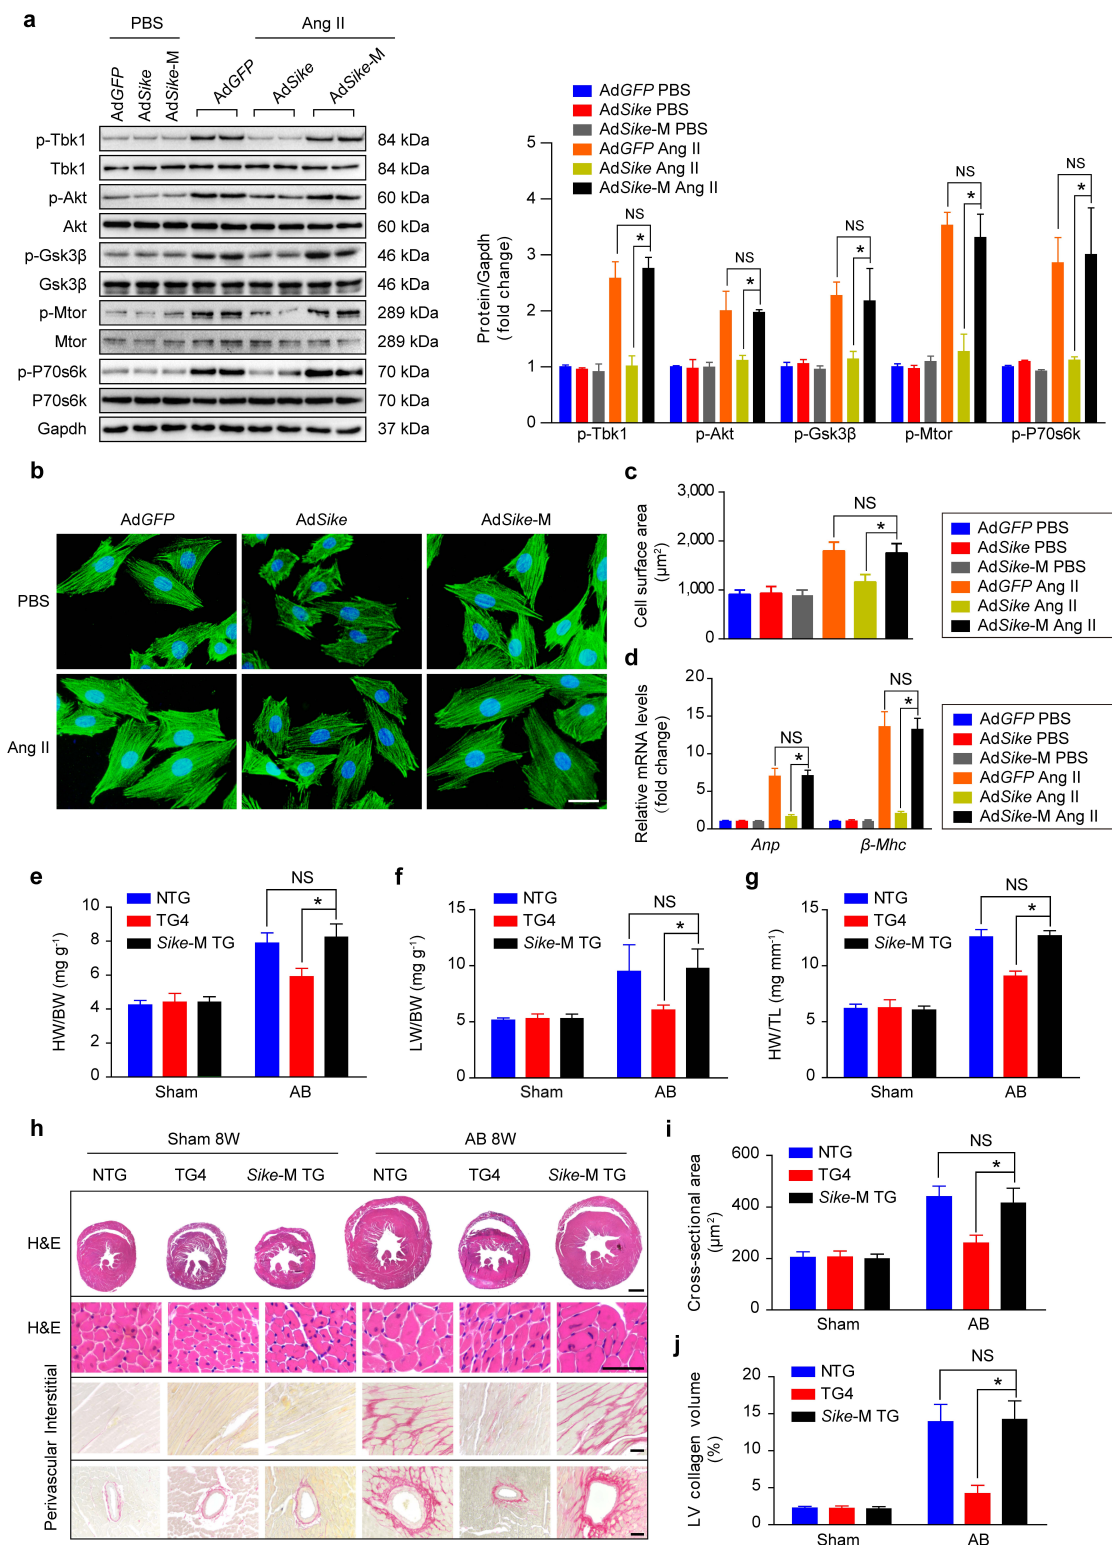 a
PBS
Ang II
AdGFP
AdSike
AdSike-M
AdGFP
AdSike
AdSike-M
p-Tbk1 84 kDa
Tbk1 84 kDa
p-Akt 60 kDa
Akt 60 kDa
p-Gsk3β 46 kDa
Gsk3β 46 kDa
p-Mtor 289 kDa
Mtor 289 kDa
p-P70s6k 70 kDa
P70s6k 70 kDa
Gapdh 37 kDa
AdGFP PBS
AdSike PBS
AdSike-M PBS
AdGFP Ang II
AdSike Ang II
AdSike-M Ang II
Protein/Gapdh
(fold change)
5
4
3
2
1
0
NS
*
NS
*
NS
*
NS
*
NS
*
p-Tbk1 p-Akt p-Gsk3β p-Mtor p-P70s6k
b
AdGFP AdSike AdSike-M
PBS
Ang II
c
Cell surface area
(μm²)
3,000
2,000
1,000
0
NS
*
AdGFP PBS
AdSike PBS
AdSike-M PBS
AdGFP Ang II
AdSike Ang II
AdSike-M Ang II
d
Relative mRNA levels
(fold change)
20
15
10
5
0
NS
*
NS
*
Anp β-Mhc
AdGFP PBS
AdSike PBS
AdSike-M PBS
AdGFP Ang II
AdSike Ang II
AdSike-M Ang II
e
NTG
TG4
Sike-M TG
HW/BW (mg g⁻¹)
10
8
6
4
2
0
NS
*
Sham AB
f
NTG
TG4
Sike-M TG
LW/BW (mg g⁻¹)
15
10
5
0
NS
*
Sham AB
g
NTG
TG4
Sike-M TG
HW/TL (mg mm⁻¹)
15
10
5
0
NS
*
Sham AB
h
Sham 8W AB 8W
NTG TG4 Sike-M TG NTG TG4 Sike-M TG
H&E
H&E
Interstitial
Perivascular
i
NTG
TG4
Sike-M TG
Cross-sectional area
(μm²)
600
400
200
0
NS
*
Sham AB
j
NTG
TG4
Sike-M TG
LV collagen volume
(%)
20
15
10
5
0
NS
*
Sham AB